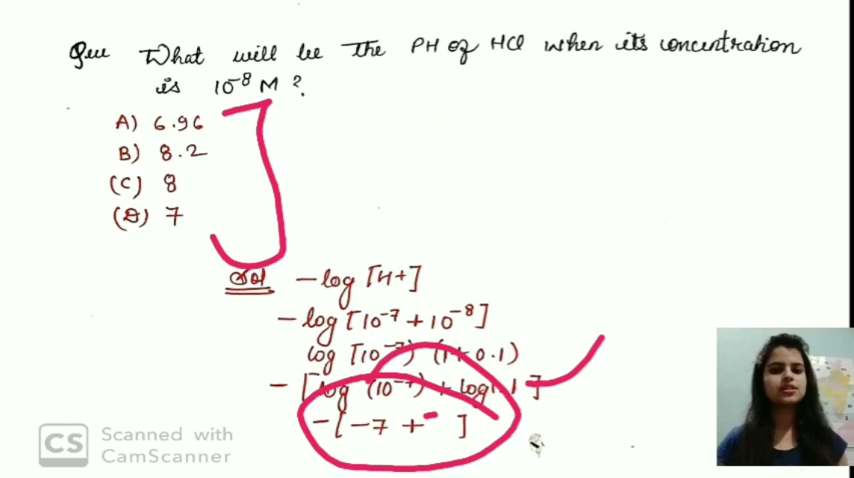 Que What will be the PH of HCl when its concentration
is 10⁻⁸ M ?
A) 6.96
B) 8.2
(C) 8
(D) 7
Sol -log [H+]
-log [10⁻⁷ + 10⁻⁸]
log [10⁻⁷) (1+0.1)
- [log (10⁻⁷) + log 1.1]
-[-7 + ]
CS Scanned with
CamScanner